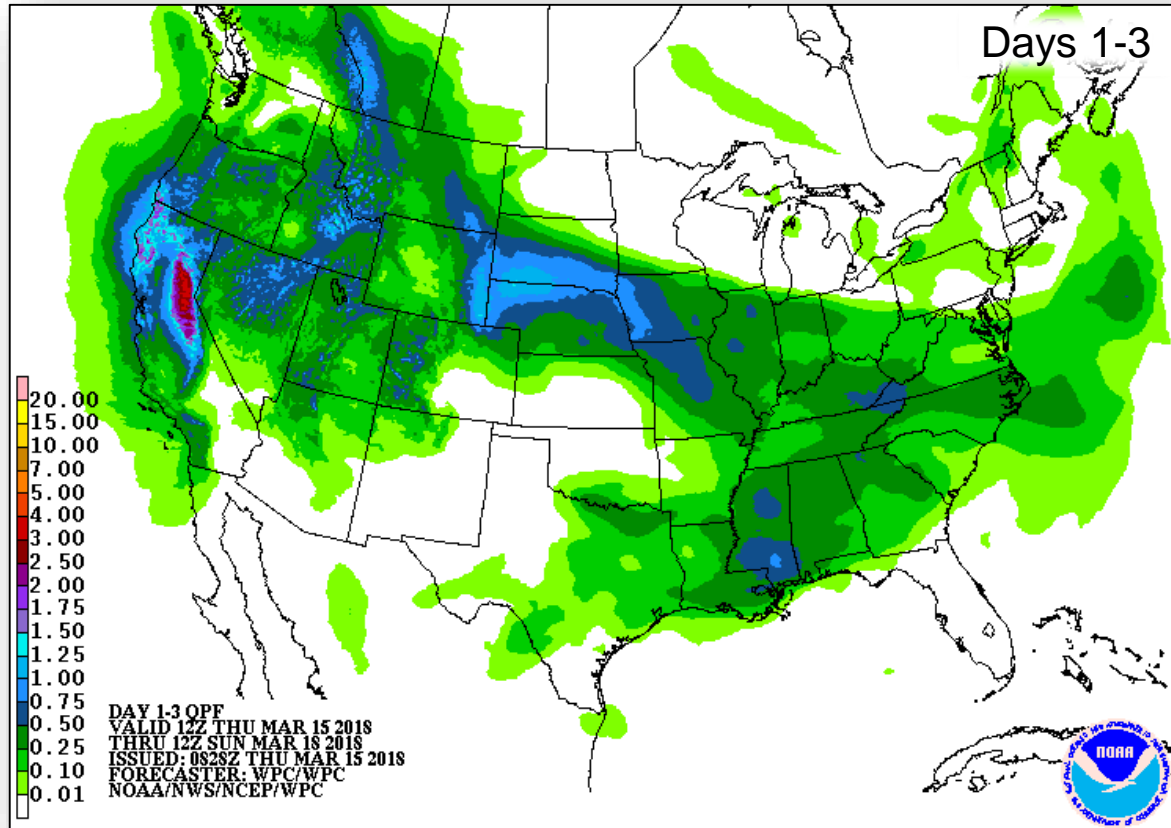 Days 1-3
20.00
15.00
10.00
7.00
5.00
4.00
3.00
2.50
2.00
1.75
1.50
1.25
1.00
0.75
0.50
0.25
0.10
0.01
DAY 1-3 QPF
VALID 12Z THU MAR 15 2018
THRU 12Z SUN MAR 18 2018
ISSUED: 0828Z THU MAR 15 2018
FORECASTER: WPC/WPC
NOAA/NWS/NCEP/WPC
NOAA